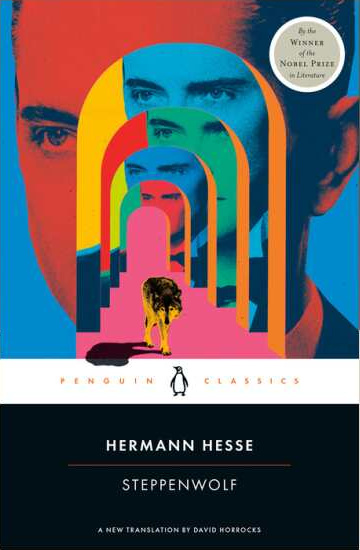 By the
WINNER
of the
NOBEL PRIZE
in Literature
PENGUIN CLASSICS
HERMANN HESSE
STEPPENWOLF
A NEW TRANSLATION BY DAVID HORROCKS